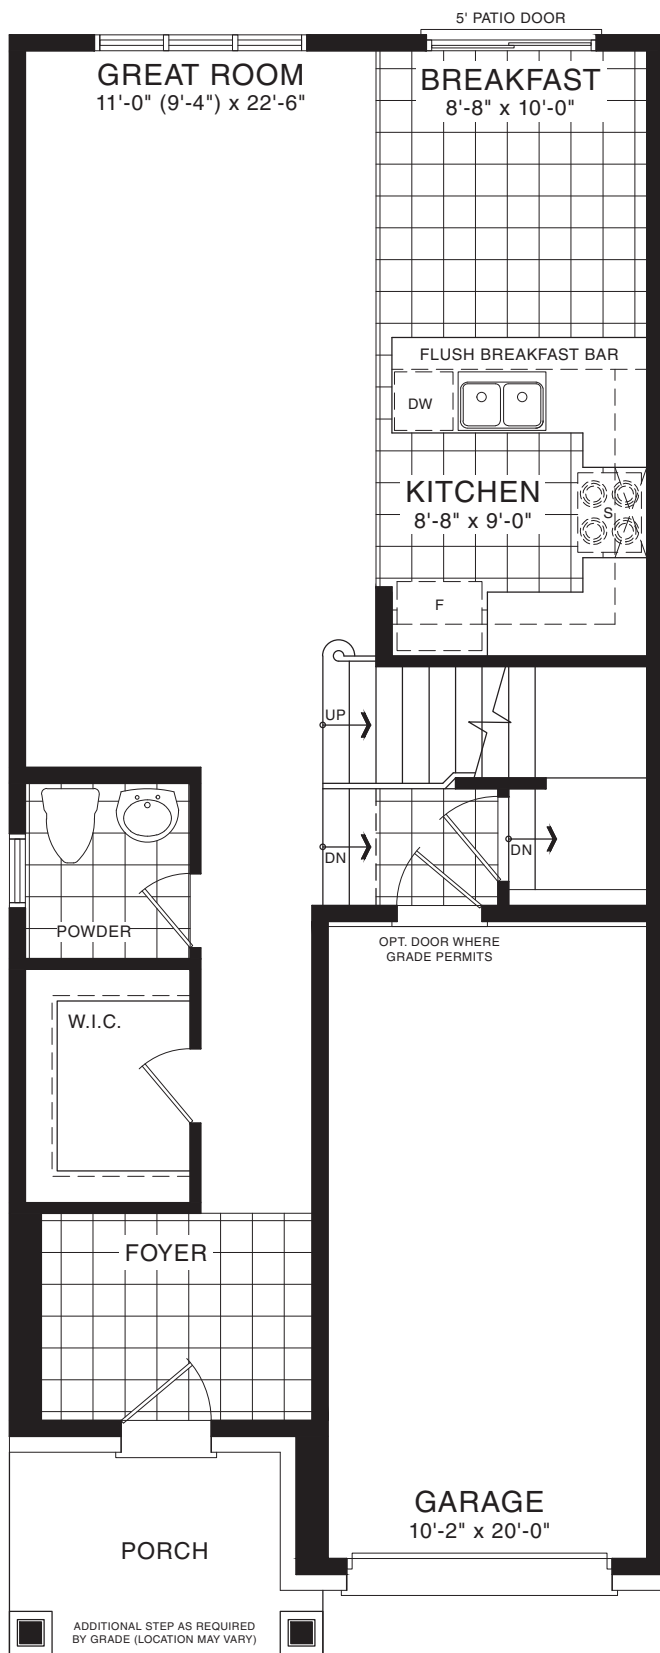 5' PATIO DOOR
GREAT ROOM
11'-0" (9'-4") x 22'-6"
BREAKFAST
8'-8" x 10'-0"
FLUSH BREAKFAST BAR
DW
KITCHEN
8'-8" x 9'-0"
S
F
UP
DN
DN
POWDER
OPT. DOOR WHERE
GRADE PERMITS
W.I.C.
FOYER
GARAGE
10'-2" x 20'-0"
PORCH
ADDITIONAL STEP AS REQUIRED
BY GRADE (LOCATION MAY VARY)